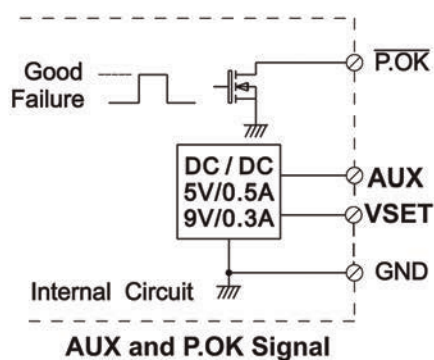 P.OK
Good
Failure
DC / DC
5V/0.5A
9V/0.3A
AUX
VSET
GND
Internal Circuit
AUX and P.OK Signal